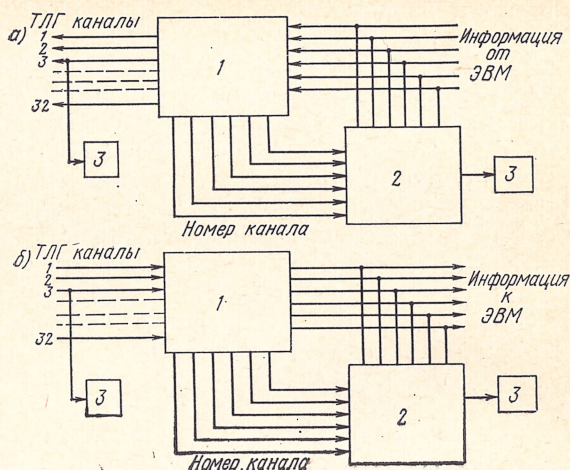 а) ТЛГ каналы
1
2
3
32
1
Информация
от
ЭВМ
2
3
3
Номер канала
б) ТЛГ каналы
1
2
3
32
1
Информация
к
ЭВМ
2
3
3
Номер канала